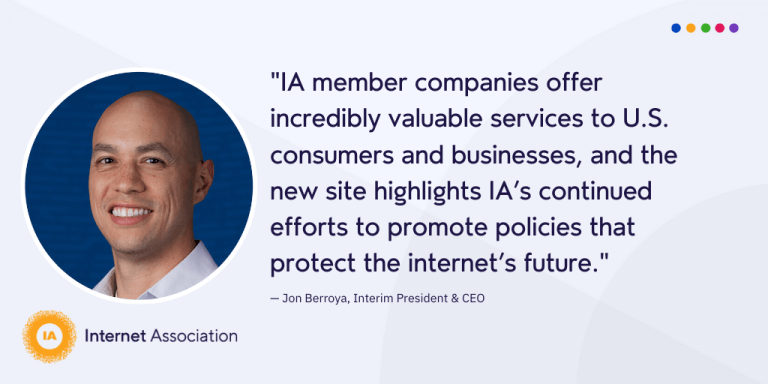 "IA member companies offer
incredibly valuable services to U.S.
consumers and businesses, and the
new site highlights IA’s continued
efforts to promote policies that
protect the internet’s future."
— Jon Berroya, Interim President & CEO
IA Internet Association